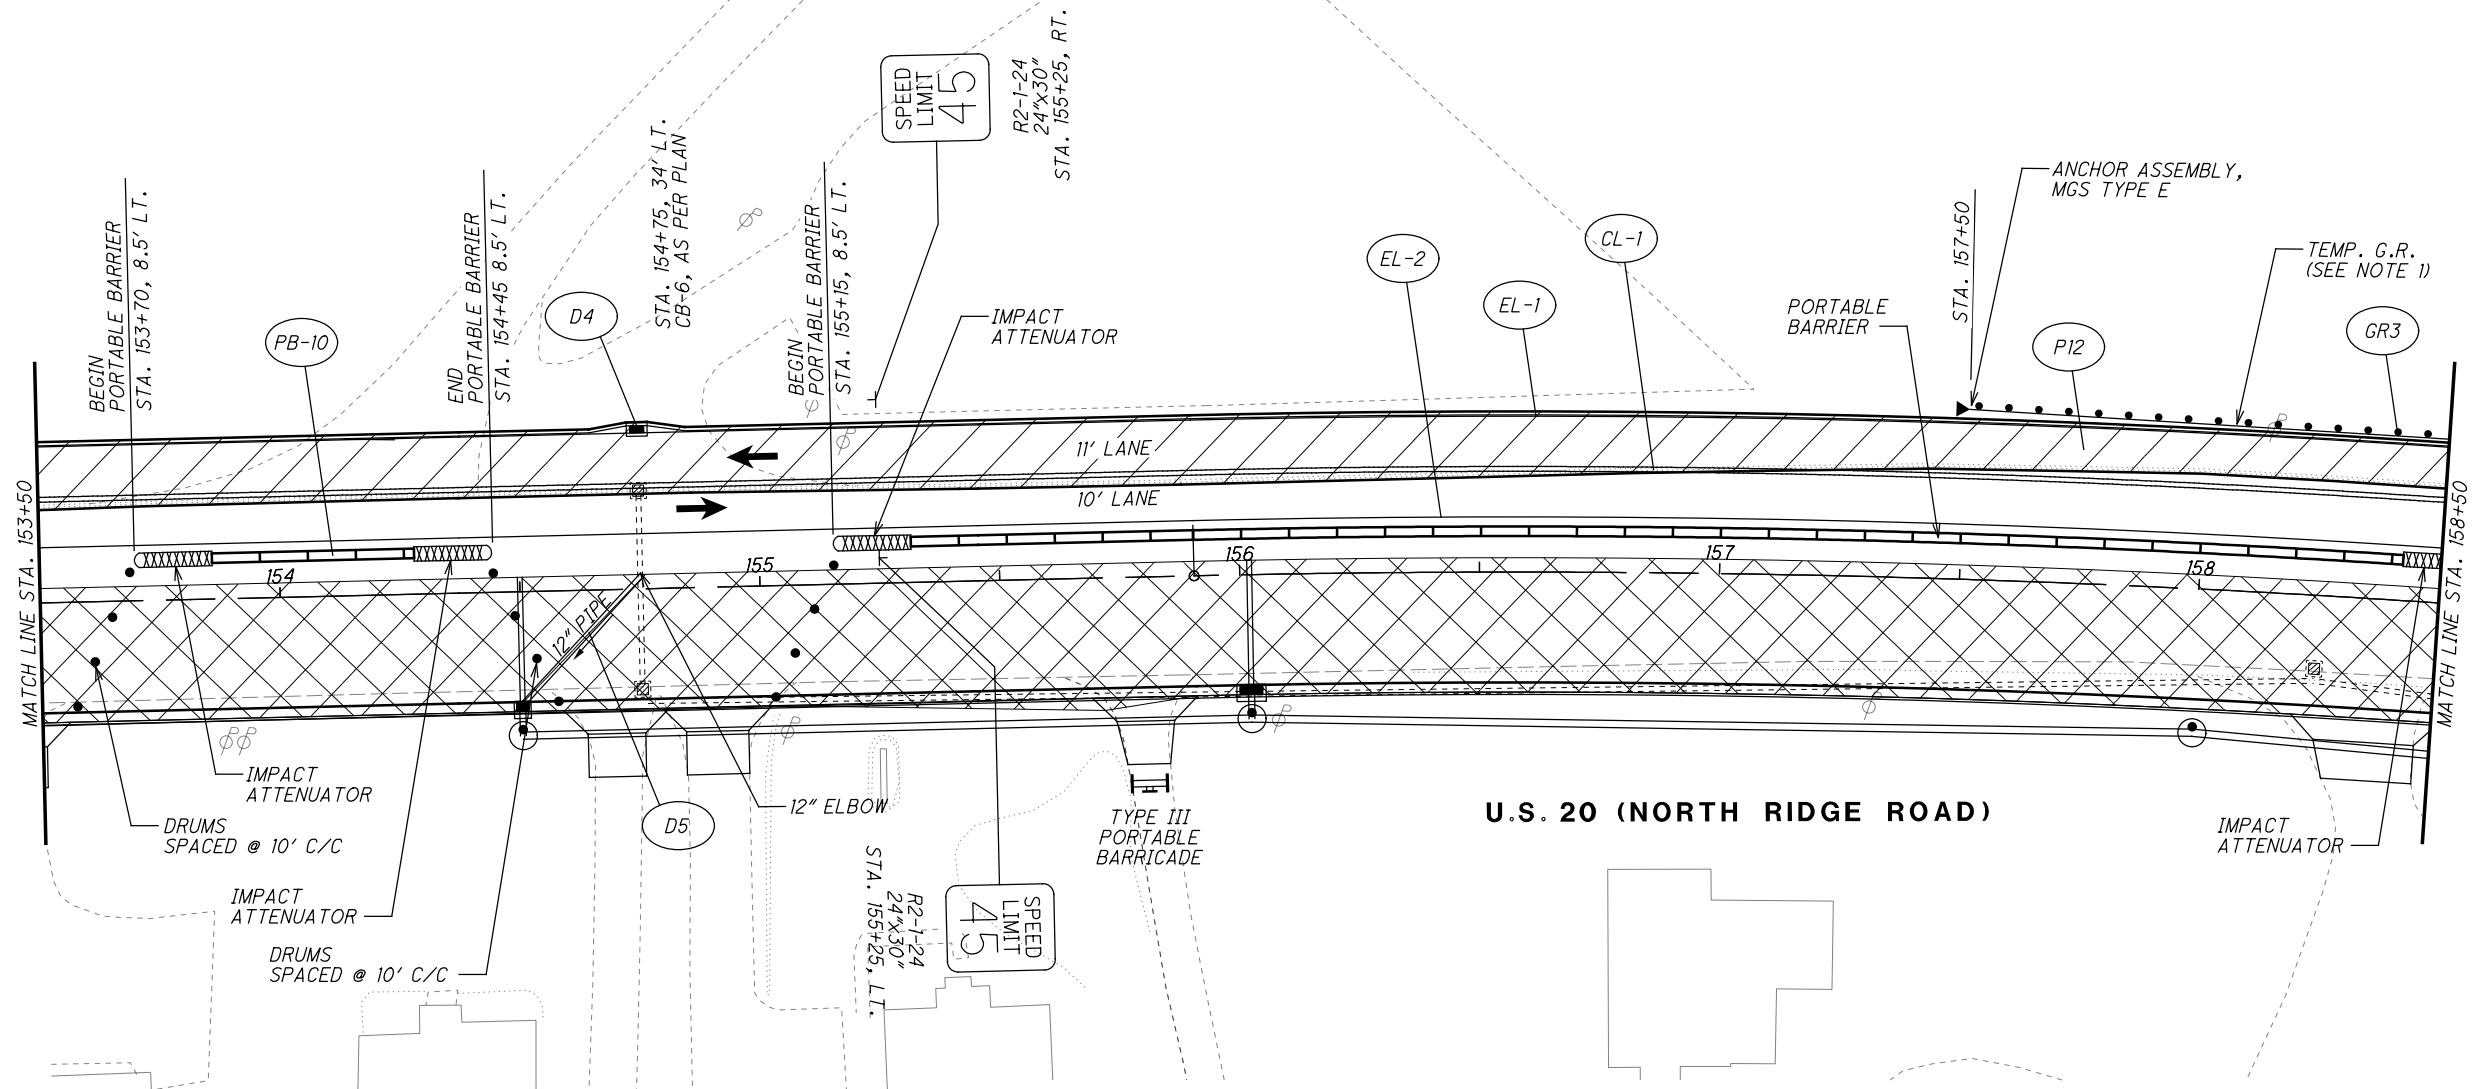 BEGIN
PORTABLE BARRIER
STA. 153+70, 8.5' LT.
PB-10
END
PORTABLE BARRIER
STA. 154+45 8.5' LT.
D4
STA. 154+75, 34' LT.
CB-6, AS PER PLAN
BEGIN
PORTABLE BARRIER
STA. 155+15, 8.5' LT.
SPEED
LIMIT
45
R2-1-24
24"x30"
STA. 155+25, RT.
IMPACT
ATTENUATOR
EL-2
EL-1
CL-1
PORTABLE
BARRIER
STA. 157+50
ANCHOR ASSEMBLY,
MGS TYPE E
TEMP. G.R.
(SEE NOTE 1)
P12
GR3
11' LANE
10' LANE
MATCH LINE STA. 153+50
MATCH LINE STA. 158+50
154
155
156
157
158
12" PIPE
IMPACT
ATTENUATOR
DRUMS
SPACED @ 10' C/C
IMPACT
ATTENUATOR
DRUMS
SPACED @ 10' C/C
D5
12" ELBOW
STA. 155+25, LT.
24"x30"
R2-1-24
SPEED
LIMIT
45
TYPE III
PORTABLE
BARRICADE
U.S. 20 (NORTH RIDGE ROAD)
IMPACT
ATTENUATOR